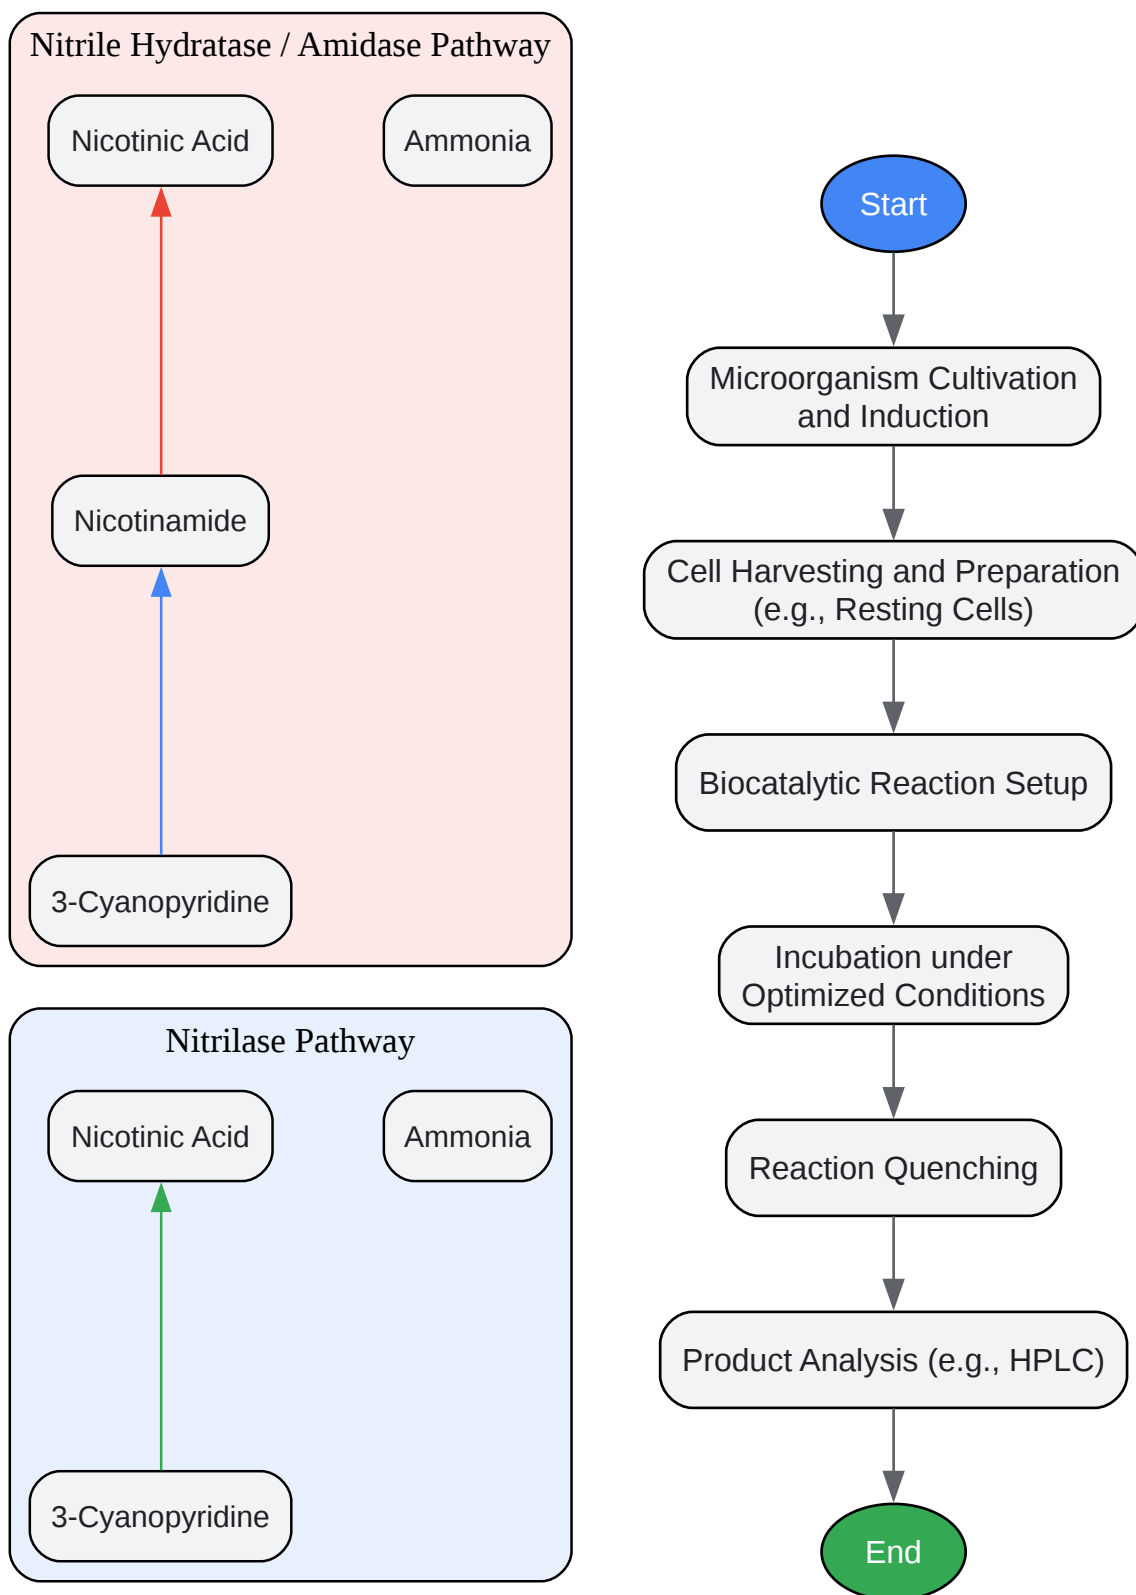 Nitrile Hydratase / Amidase Pathway
Nicotinic Acid
Ammonia
Nicotinamide
3-Cyanopyridine
Nitrilase Pathway
Nicotinic Acid
Ammonia
3-Cyanopyridine
Start
Microorganism Cultivation
and Induction
Cell Harvesting and Preparation
(e.g., Resting Cells)
Biocatalytic Reaction Setup
Incubation under
Optimized Conditions
Reaction Quenching
Product Analysis (e.g., HPLC)
End